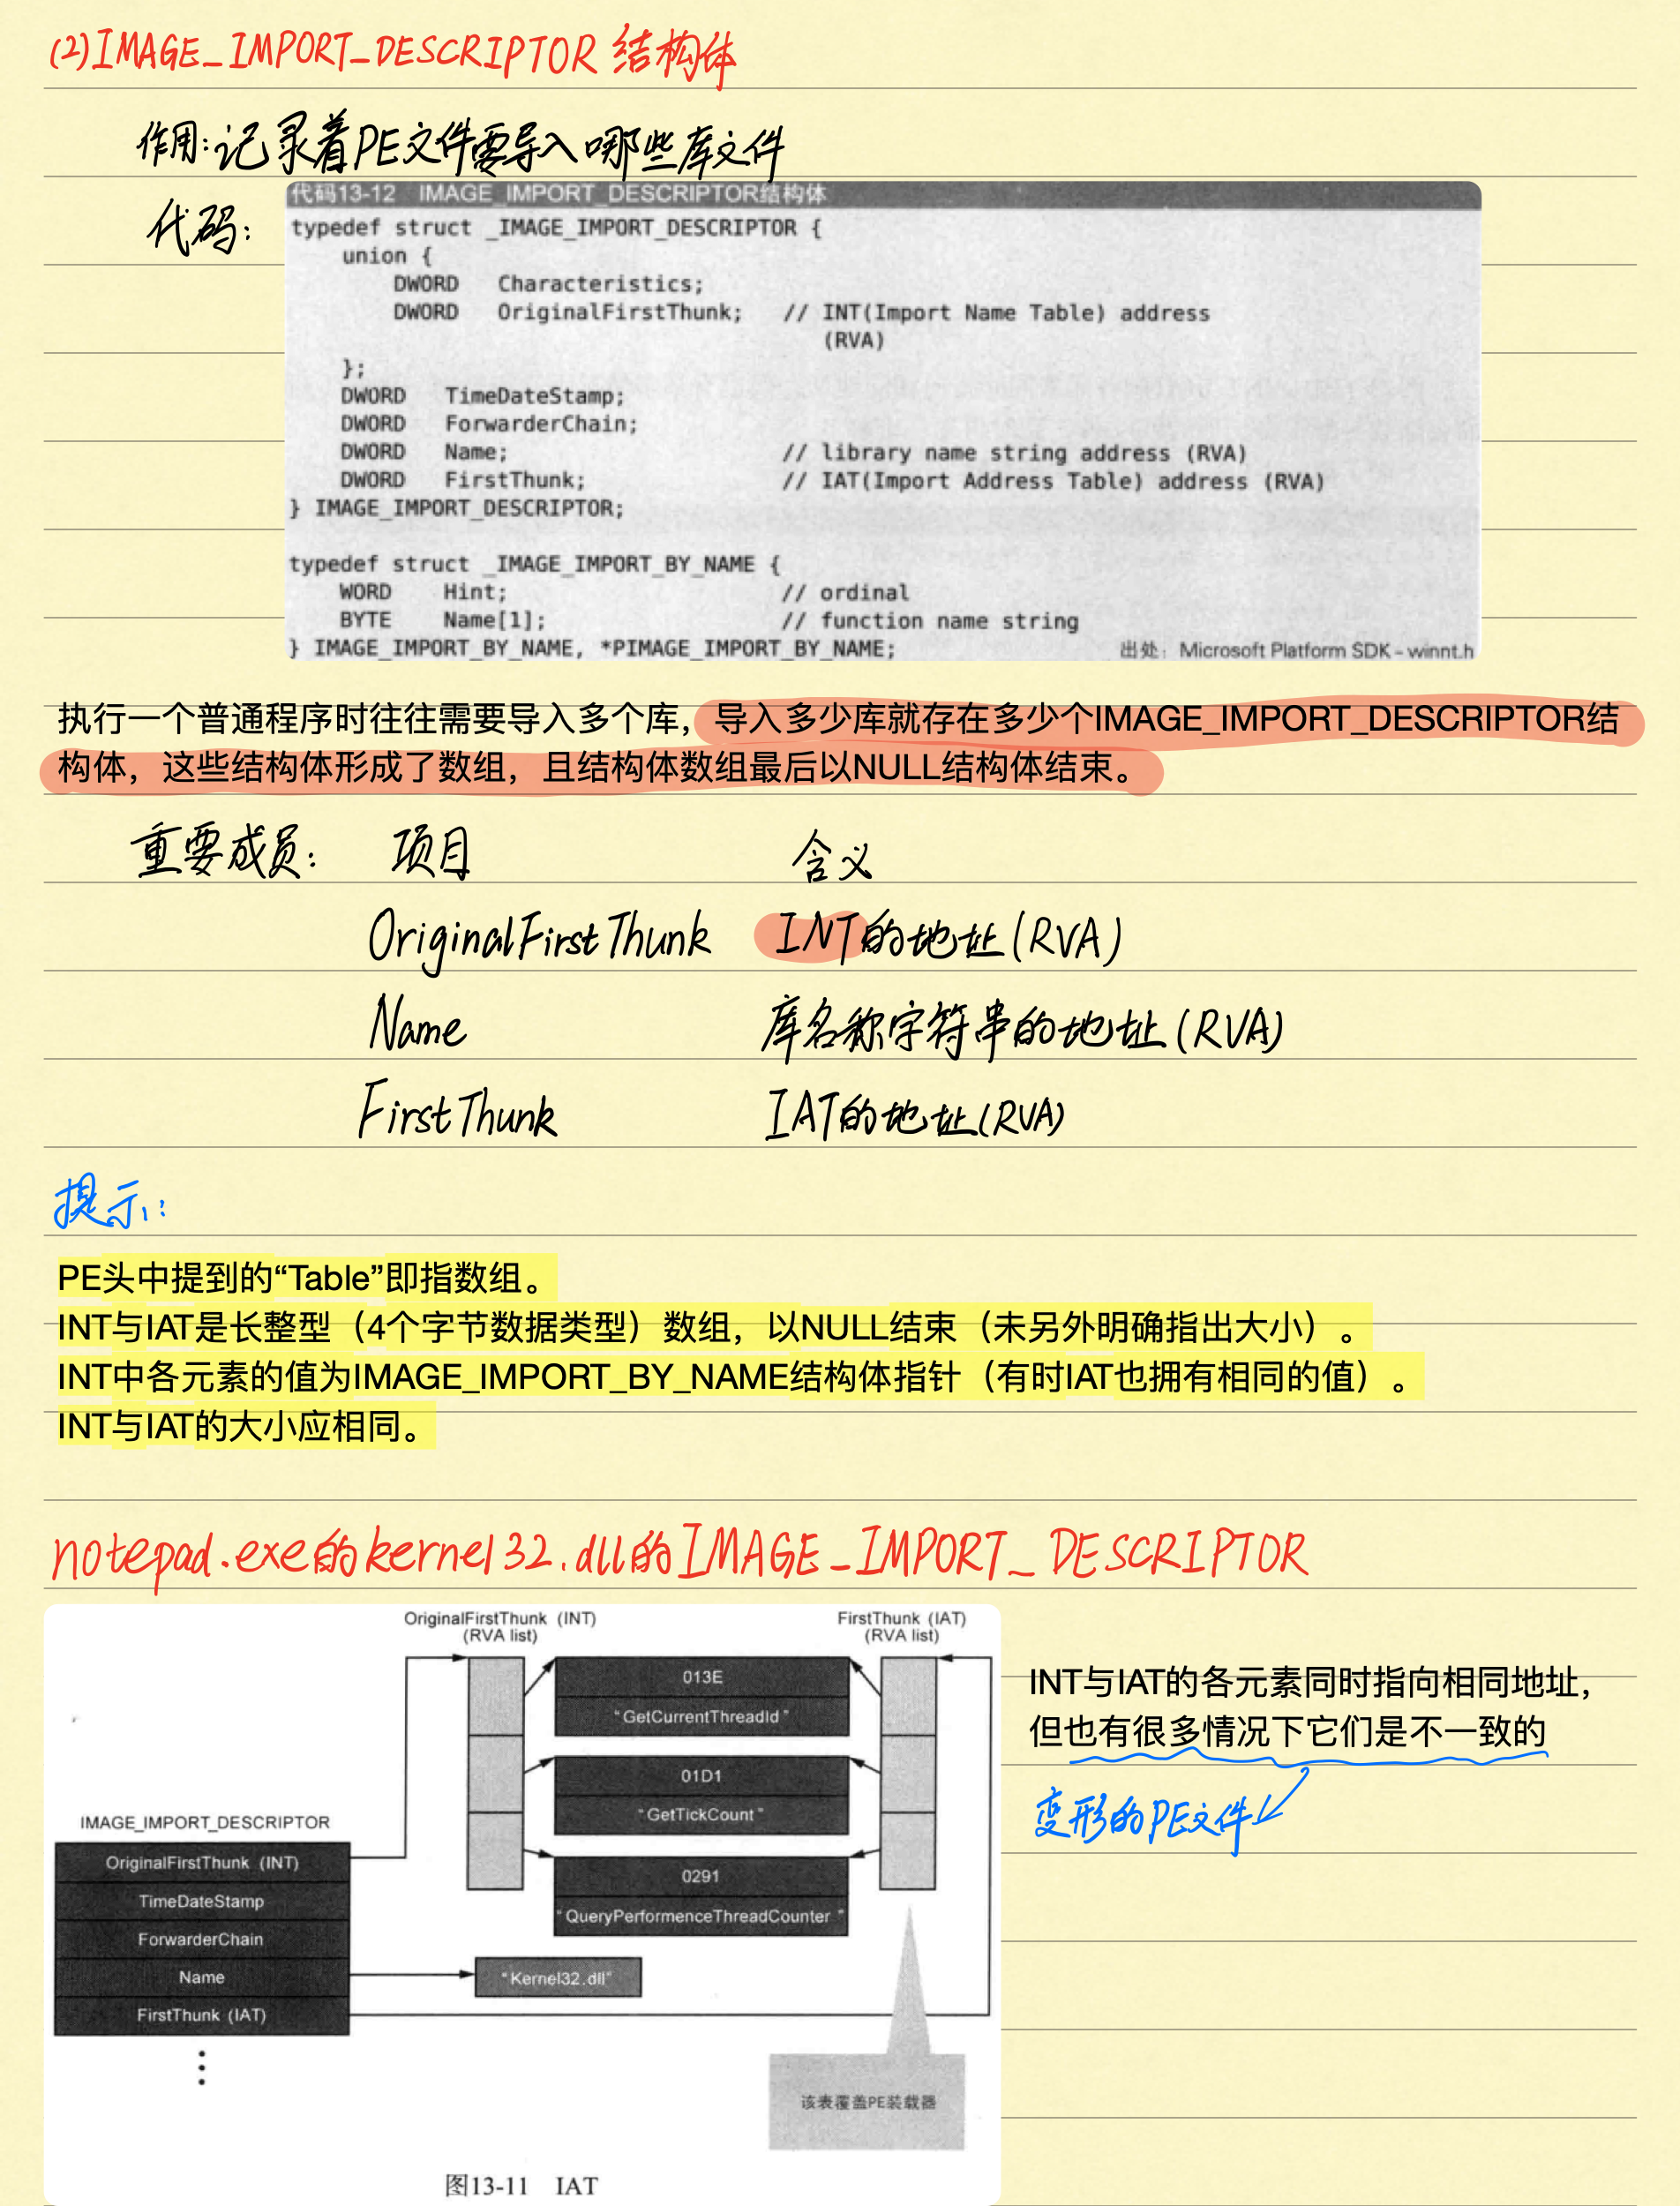 (2)IMAGE_IMPORT_DESCRIPTOR 结构体
作用:记录着PE文件需导入哪些库文件
代码:
代码13-12 IMAGE_IMPORT_DESCRIPTOR结构体
typedef struct _IMAGE_IMPORT_DESCRIPTOR {
union {
DWORD Characteristics;
DWORD OriginalFirstThunk; // INT(Import Name Table) address
(RVA)
};
DWORD TimeDateStamp;
DWORD ForwarderChain;
DWORD Name; // library name string address (RVA)
DWORD FirstThunk; // IAT(Import Address Table) address (RVA)
} IMAGE_IMPORT_DESCRIPTOR;
typedef struct _IMAGE_IMPORT_BY_NAME {
WORD Hint; // ordinal
BYTE Name[1]; // function name string
} IMAGE_IMPORT_BY_NAME, *PIMAGE_IMPORT_BY_NAME;
出处：Microsoft Platform SDK - winnt.h
执行一个普通程序时往往需要导入多个库，导入多少库就存在多少个IMAGE_IMPORT_DESCRIPTOR结
构体，这些结构体形成了数组，且结构体数组最后以NULL结构体结束。
重要成员: 项目 含义
OriginalFirstThunk INT的地址(RVA)
Name 库名称字符串的地址(RVA)
FirstThunk IAT的地址(RVA)
提示:
PE头中提到的“Table”即指数组。
INT与IAT是长整型（4个字节数据类型）数组，以NULL结束（未另外明确指出大小）。
INT中各元素的值为IMAGE_IMPORT_BY_NAME结构体指针（有时IAT也拥有相同的值）。
INT与IAT的大小应相同。
notepad.exe的kernel32.dll的IMAGE_IMPORT_DESCRIPTOR
OriginalFirstThunk (INT)
(RVA list)
FirstThunk (IAT)
(RVA list)
013E
"GetCurrentThreadId"
01D1
"GetTickCount"
0291
"QueryPerformenceThreadCounter"
IMAGE_IMPORT_DESCRIPTOR
OriginalFirstThunk (INT)
TimeDateStamp
ForwarderChain
Name
FirstThunk (IAT)
"Kernel32.dll"
该表覆盖PE装载器
图13-11 IAT
INT与IAT的各元素同时指向相同地址，
但也有很多情况下它们是不一致的
变形的PE文件